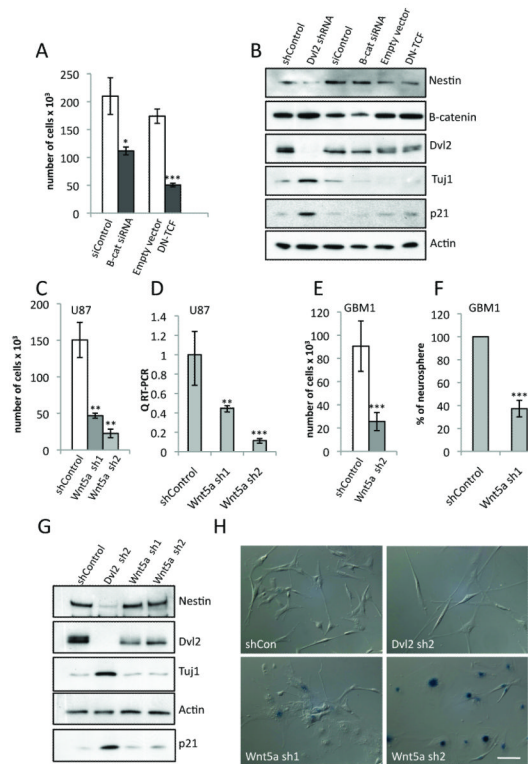 A
number of cells x 10³
250
200
150
100
50
0
*
***
siControl
B-cat siRNA
Empty vector
DN-TCF
B
shControl
Dvl2 shRNA
siControl
B-cat siRNA
Empty vector
DN-TCF
Nestin
B-catenin
Dvl2
Tuj1
p21
Actin
C
U87
number of cells x 10³
200
150
100
50
0
**
**
shControl
Wnt5a sh1
Wnt5a sh2
D
U87
Q RT-PCR
1.4
1.2
1
0.8
0.6
0.4
0.2
0
**
***
shControl
Wnt5a sh1
Wnt5a sh2
E
GBM1
number of cells x 10³
120
100
80
60
40
20
0
***
shControl
Wnt5a sh2
F
GBM1
% of neurosphere
120
100
80
60
40
20
0
***
shControl
Wnt5a sh1
G
shControl
Dvl2 sh2
Wnt5a sh1
Wnt5a sh2
Nestin
Dvl2
Tuj1
Actin
p21
H
shCon
Dvl2 sh2
Wnt5a sh1
Wnt5a sh2